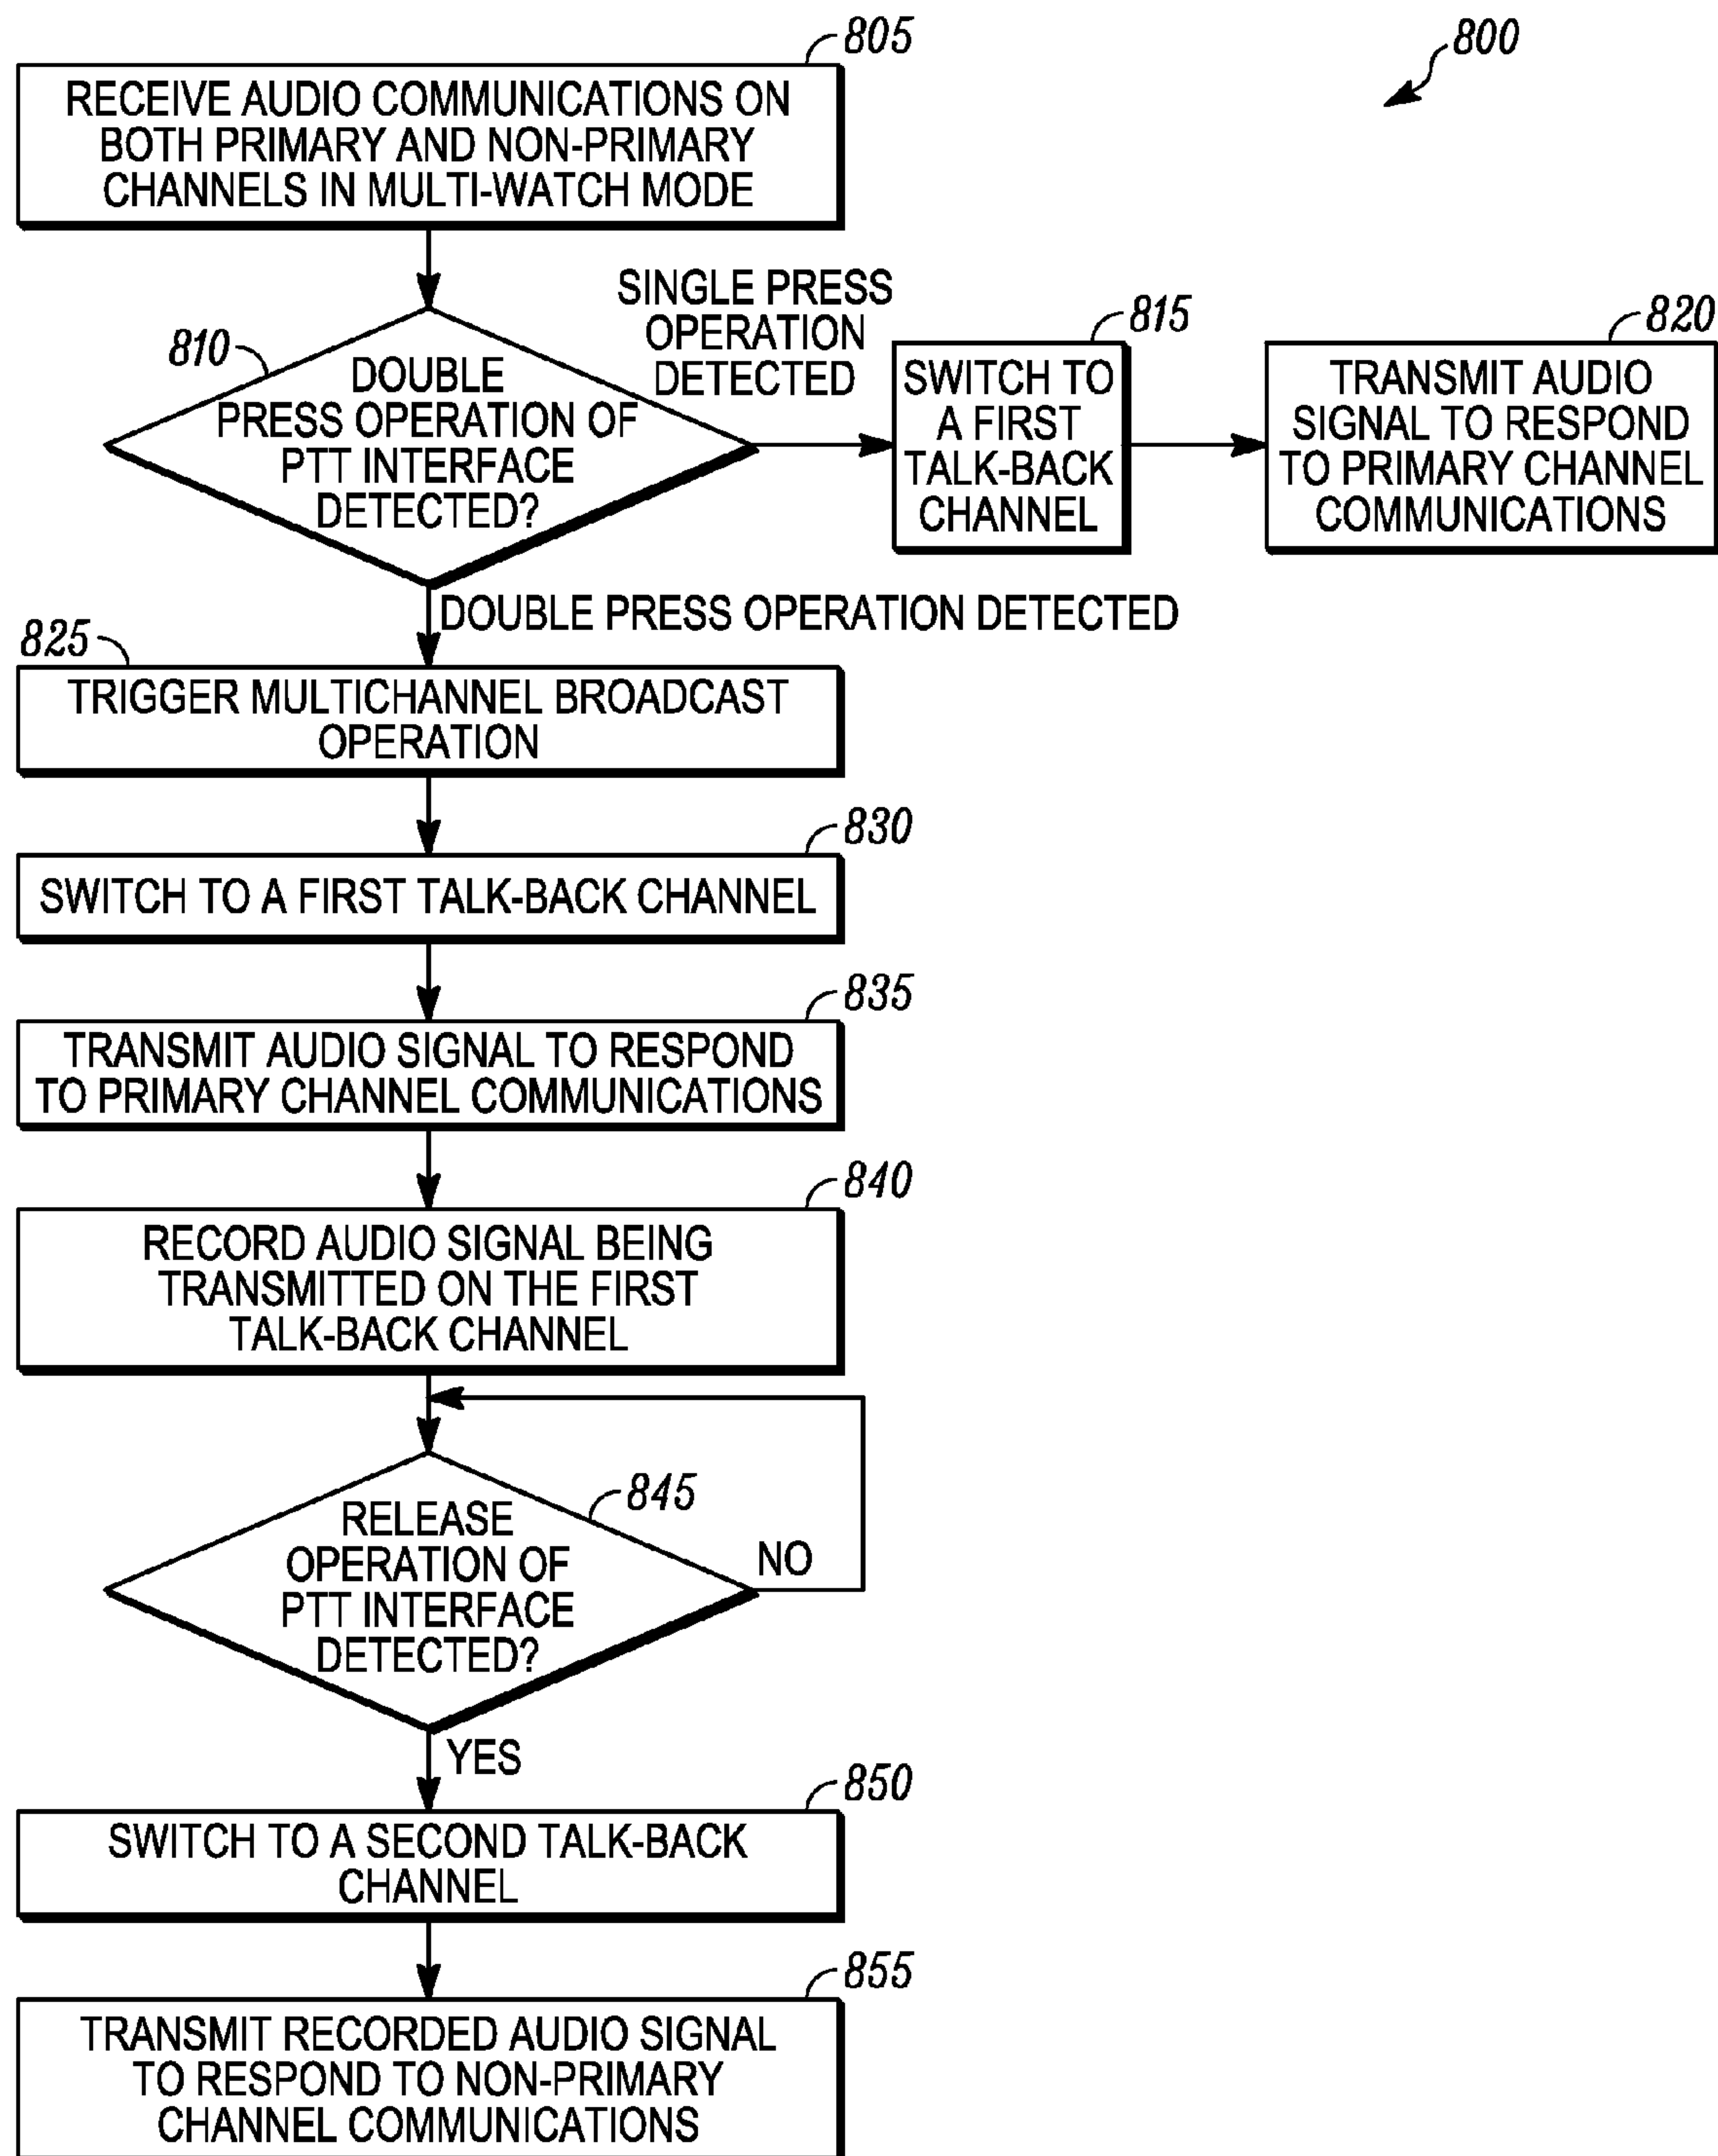 805
800
RECEIVE AUDIO COMMUNICATIONS ON
BOTH PRIMARY AND NON-PRIMARY
CHANNELS IN MULTI-WATCH MODE
810
DOUBLE
PRESS OPERATION OF
PTT INTERFACE
DETECTED?
SINGLE PRESS
OPERATION
DETECTED
815
SWITCH TO
A FIRST
TALK-BACK
CHANNEL
820
TRANSMIT AUDIO
SIGNAL TO RESPOND
TO PRIMARY CHANNEL
COMMUNICATIONS
DOUBLE PRESS OPERATION DETECTED
825
TRIGGER MULTICHANNEL BROADCAST
OPERATION
830
SWITCH TO A FIRST TALK-BACK CHANNEL
835
TRANSMIT AUDIO SIGNAL TO RESPOND
TO PRIMARY CHANNEL COMMUNICATIONS
840
RECORD AUDIO SIGNAL BEING
TRANSMITTED ON THE FIRST
TALK-BACK CHANNEL
845
RELEASE
OPERATION OF
PTT INTERFACE
DETECTED?
NO
YES
850
SWITCH TO A SECOND TALK-BACK
CHANNEL
855
TRANSMIT RECORDED AUDIO SIGNAL
TO RESPOND TO NON-PRIMARY
CHANNEL COMMUNICATIONS